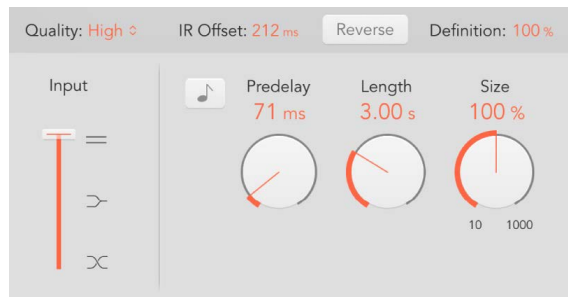 Quality: High IR Offset: 212 ms Reverse Definition: 100 %
Input Predelay Length Size
71 ms 3.00 s 100 %
10 1000